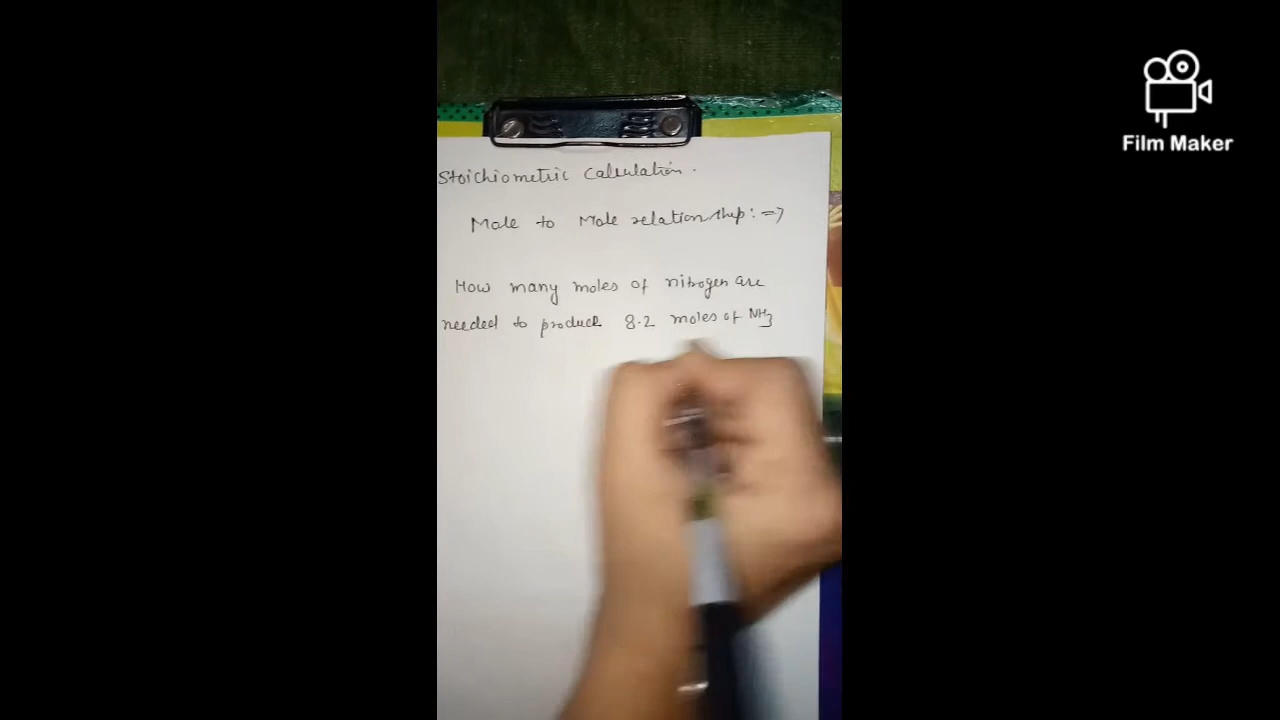 Stoichiometric Calculation.
Mole to Mole relationship: =>
How many moles of nitrogen are
needed to produce 8.2 moles of NH3
Film Maker